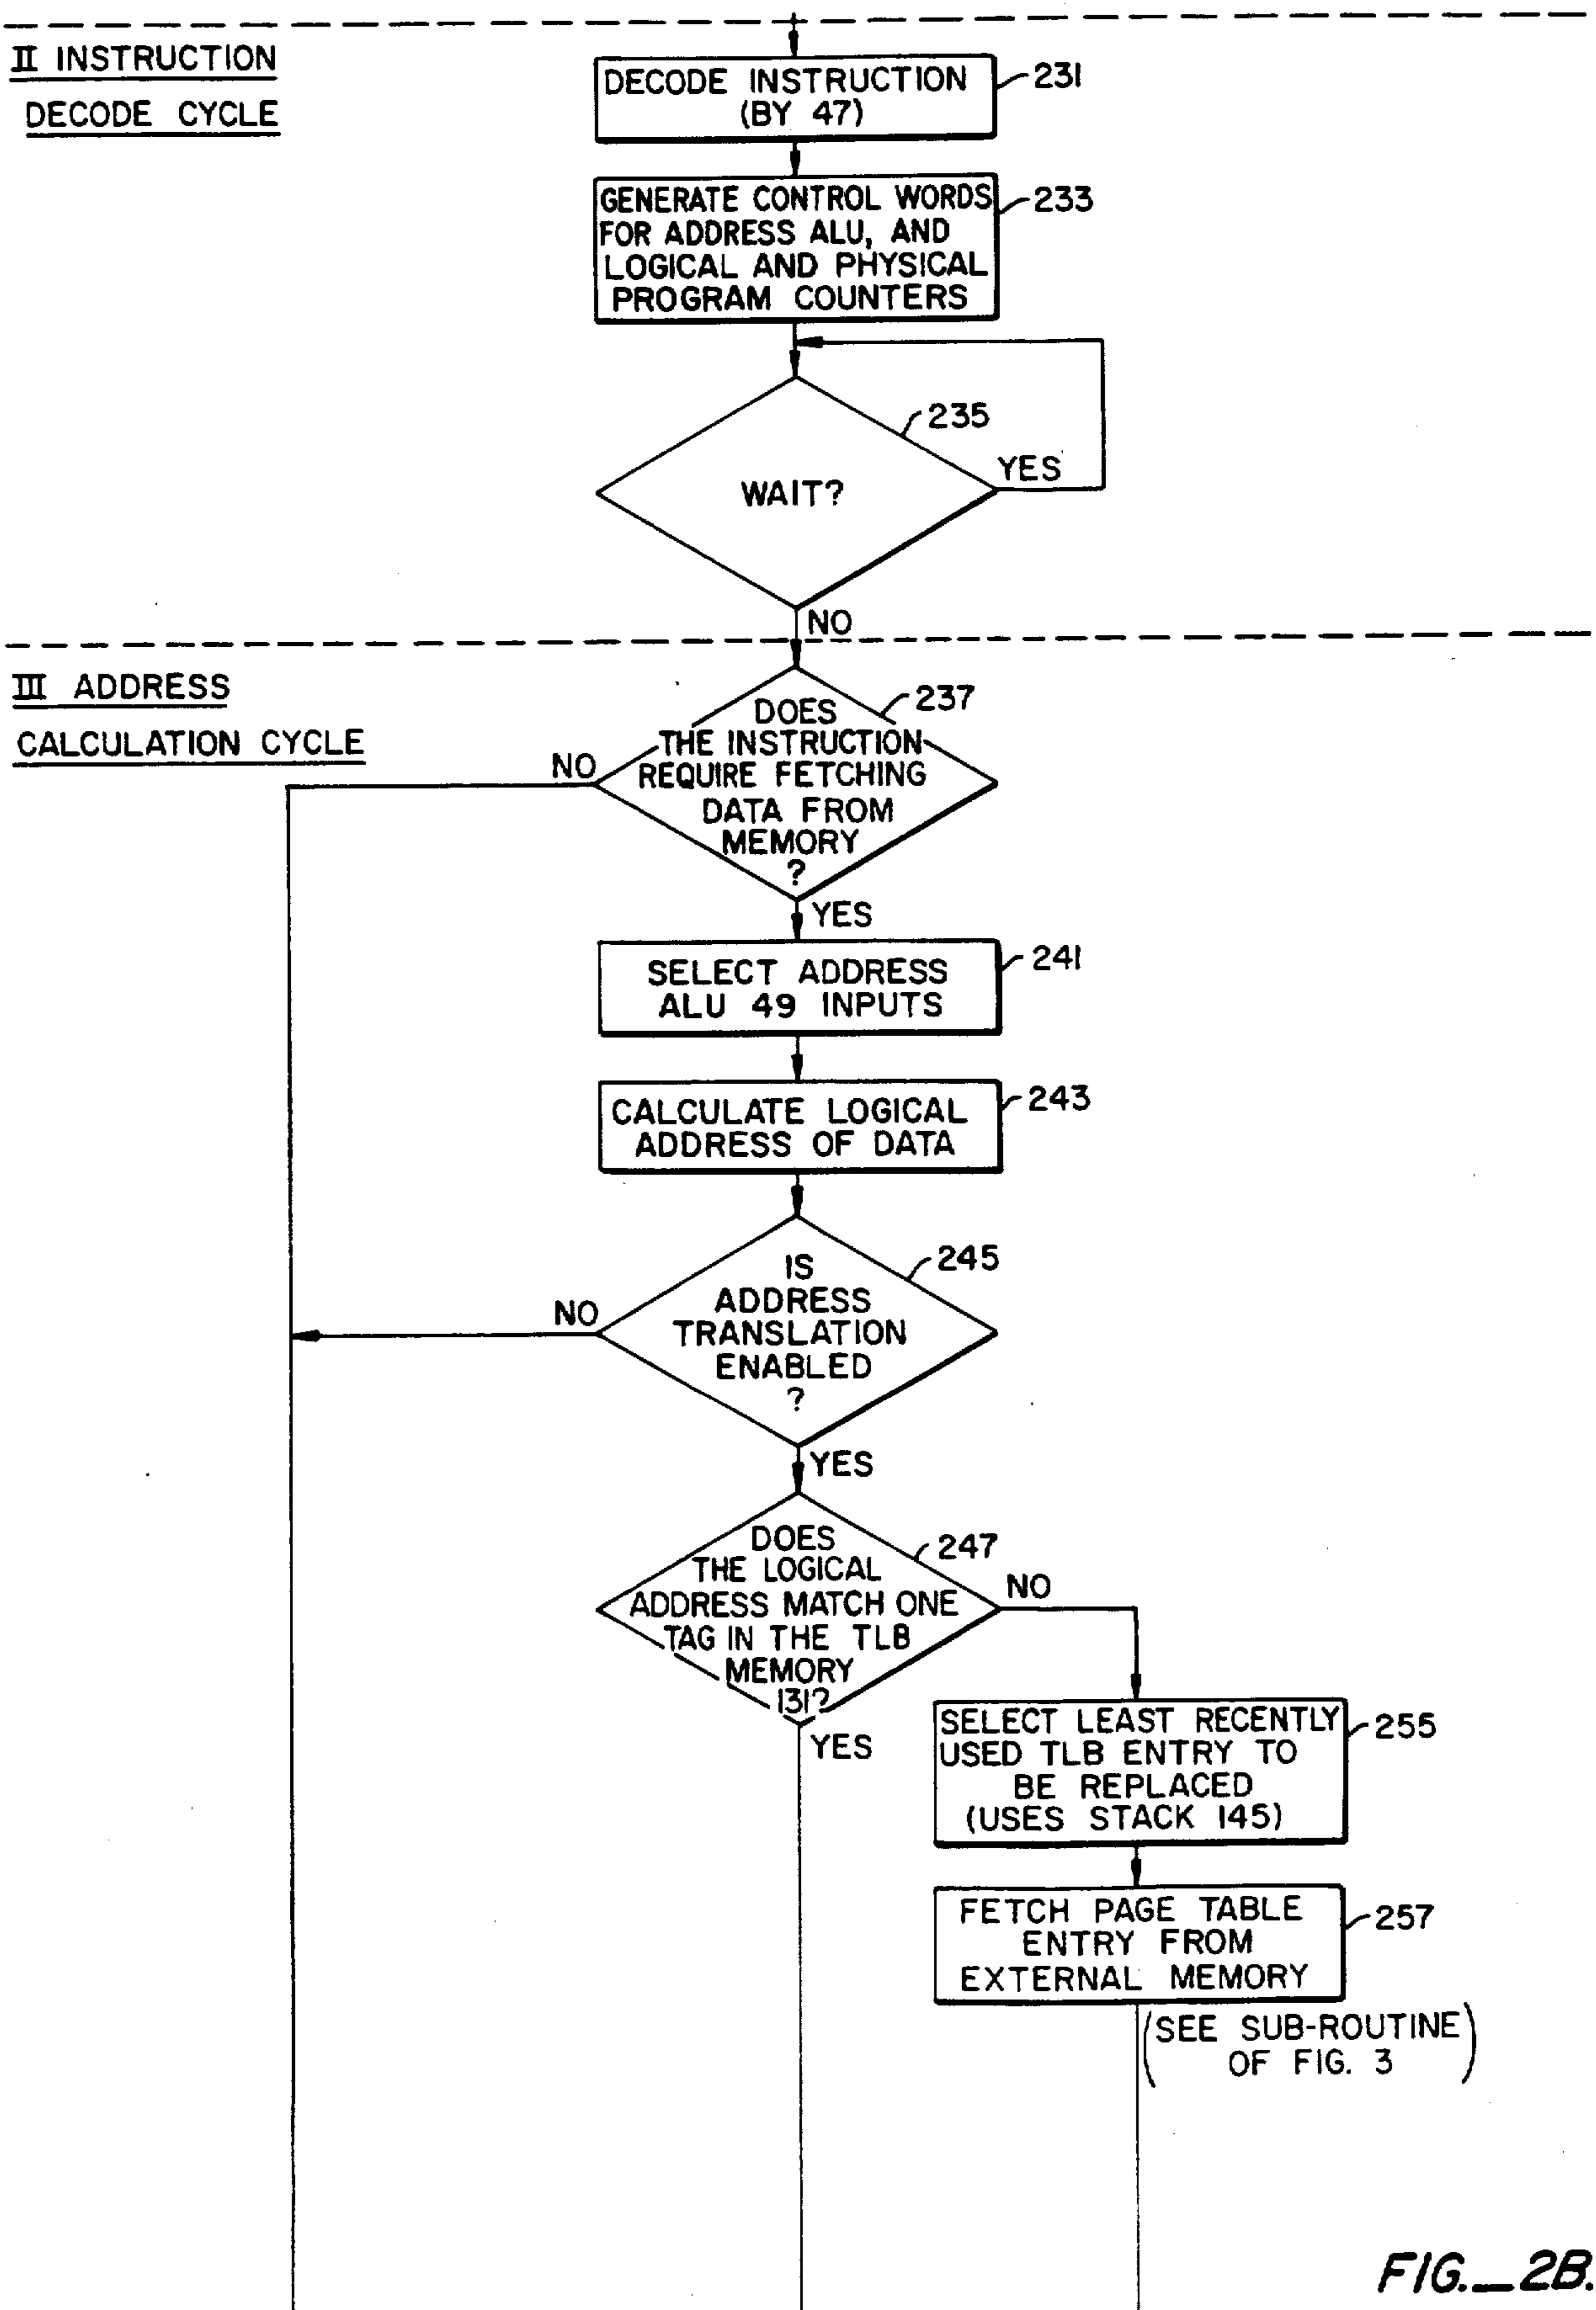 II INSTRUCTION
DECODE CYCLE
DECODE INSTRUCTION
(BY 47)
231
GENERATE CONTROL WORDS
FOR ADDRESS ALU, AND
LOGICAL AND PHYSICAL
PROGRAM COUNTERS
233
235
WAIT?
YES
NO
III ADDRESS
CALCULATION CYCLE
237
DOES
THE INSTRUCTION
REQUIRE FETCHING
DATA FROM
MEMORY
?
NO
YES
SELECT ADDRESS
ALU 49 INPUTS
241
CALCULATE LOGICAL
ADDRESS OF DATA
243
245
IS
ADDRESS
TRANSLATION
ENABLED
?
NO
YES
247
DOES
THE LOGICAL
ADDRESS MATCH ONE
TAG IN THE TLB
MEMORY
131?
NO
YES
SELECT LEAST RECENTLY
USED TLB ENTRY TO
BE REPLACED
(USES STACK 145)
255
FETCH PAGE TABLE
ENTRY FROM
EXTERNAL MEMORY
257
(SEE SUB-ROUTINE
OF FIG. 3)
FIG._2B.